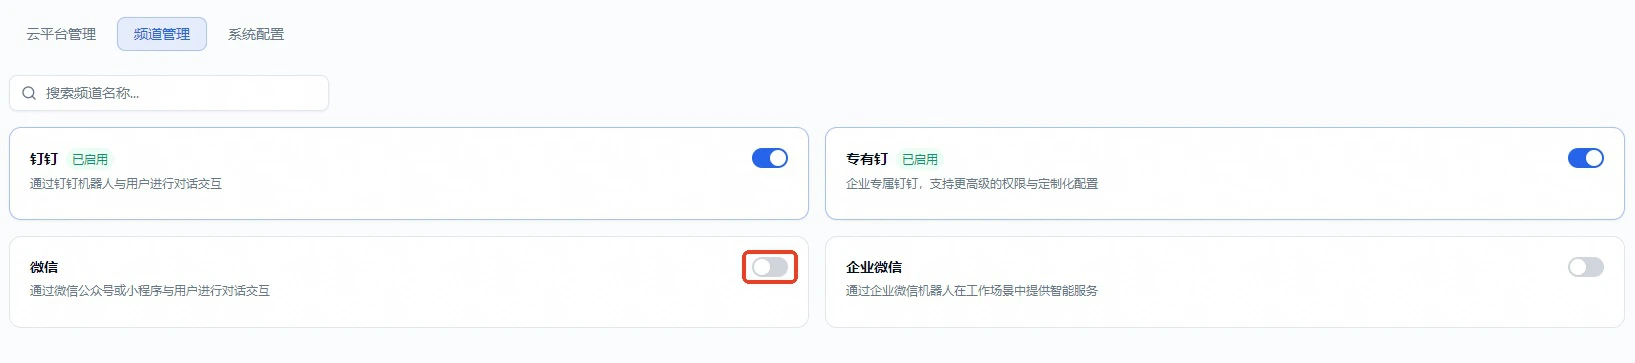 云平台管理 频道管理 系统配置
搜索频道名称...
钉钉 已启用
通过钉钉机器人与用户进行对话交互
专有钉 已启用
企业专属钉钉，支持更高级的权限与定制化配置
微信
通过微信公众号或小程序与用户进行对话交互
企业微信
通过企业微信机器人在工作场景中提供智能服务